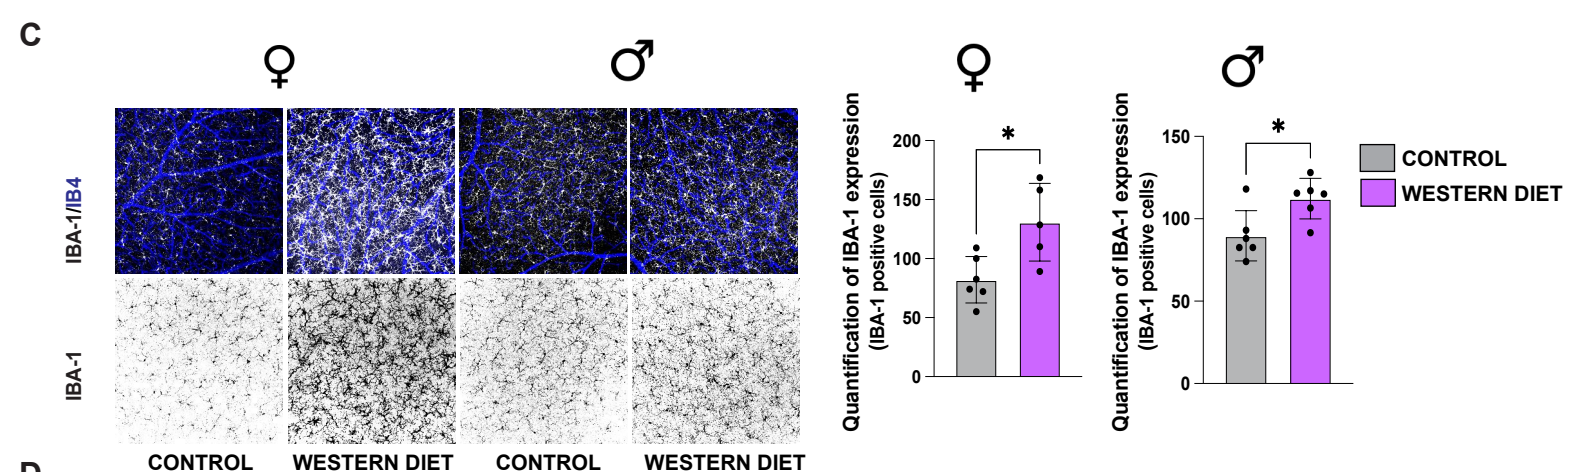 C
♀
♂
IBA-1/IB4
IBA-1
CONTROL
WESTERN DIET
CONTROL
WESTERN DIET
♀
Quantification of IBA-1 expression
(IBA-1 positive cells)
200
150
100
50
0
*
♂
Quantification of IBA-1 expression
(IBA-1 positive cells)
150
100
50
0
*
CONTROL
WESTERN DIET